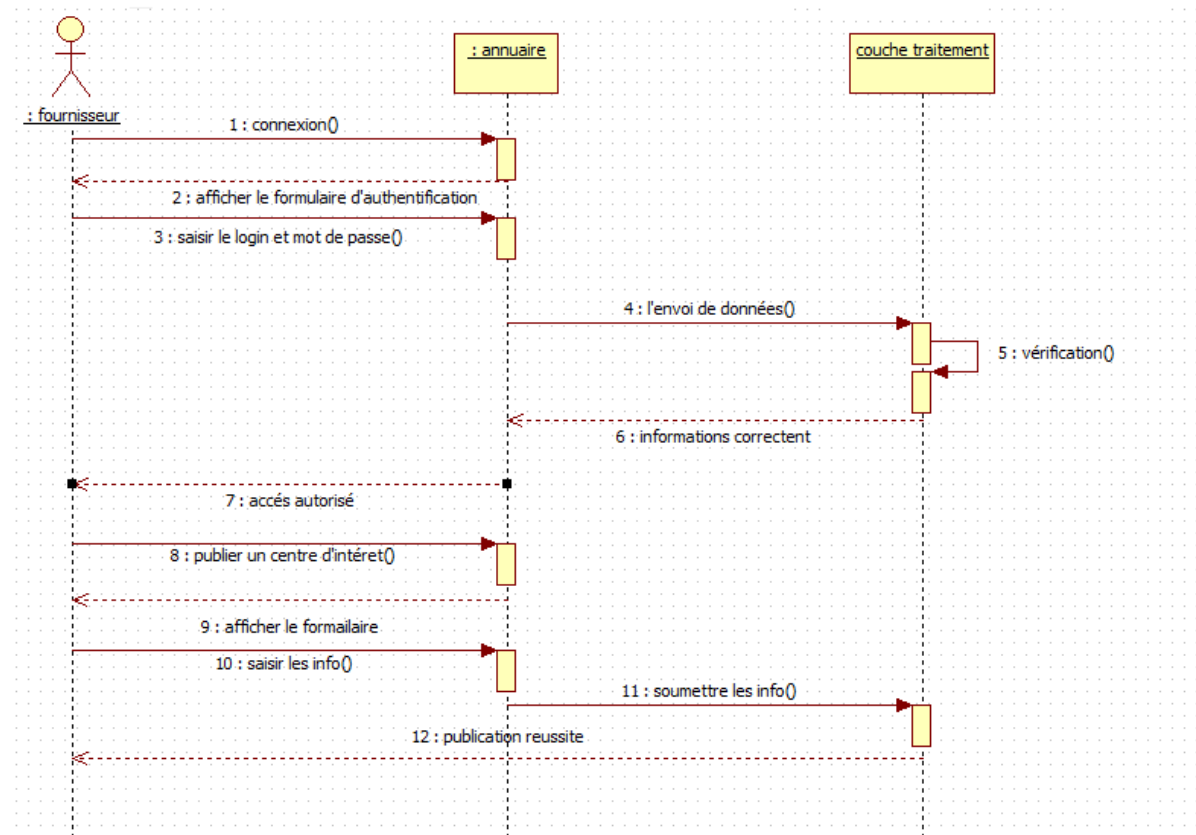 : annuaire
couche traitement
: fournisseur
1 : connexion()
2 : afficher le formulaire d'authentification
3 : saisir le login et mot de passe()
4 : l'envoi de données()
5 : vérification()
6 : informations correctent
7 : accés autorisé
8 : publier un centre d'intéret()
9 : afficher le formailaire
10 : saisir les info()
11 : soumettre les info()
12 : publication reussite